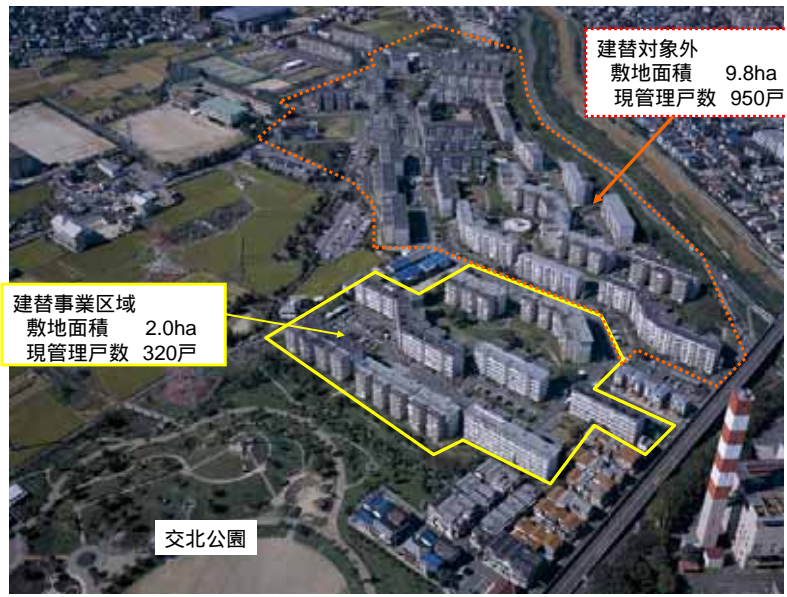 建替対象外
敷地面積 9.8ha
現管理戸数 950戸
建替事業区域
敷地面積 2.0ha
現管理戸数 320戸
交北公園